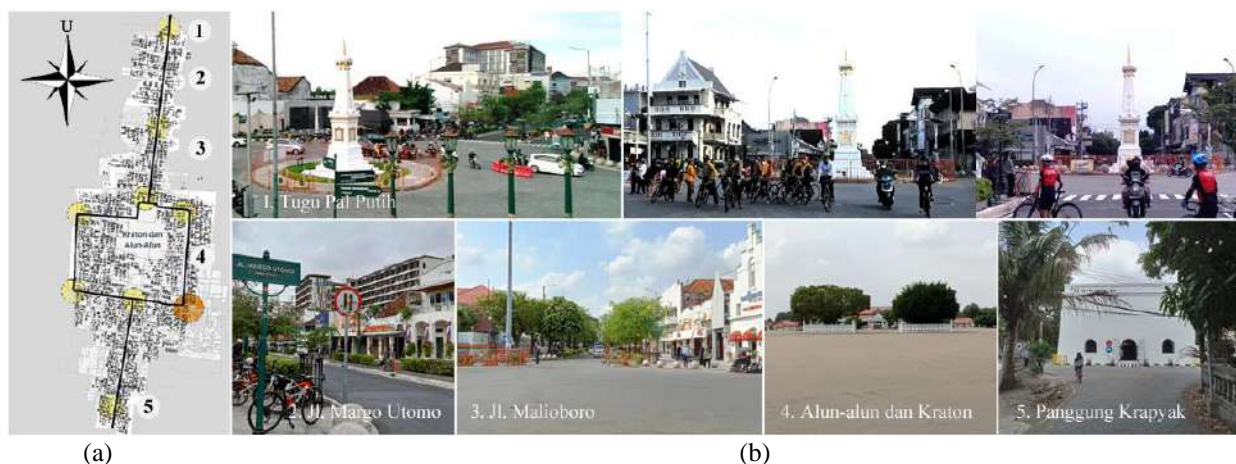 U
1
2
3
Kraton dan
Alun-Alun
4
5
1. Tugu Pal Putih
JL. MARGO UTOMO
2. Jl. Margo Utomo
3. Jl. Malioboro
4. Alun-alun dan Kraton
5. Panggung Krapyak
(a)
(b)